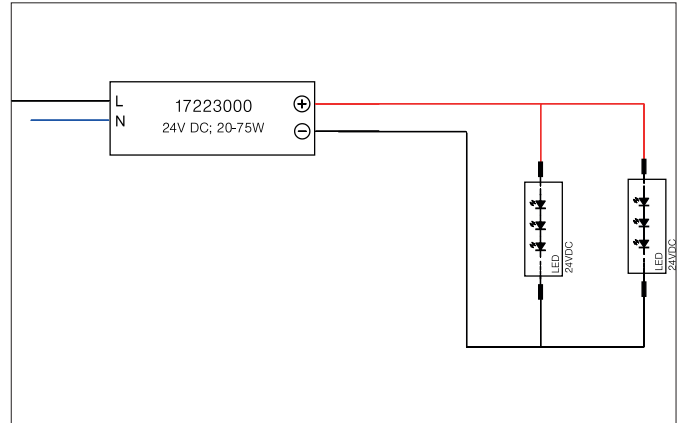 L
17223000
+
N
24V DC; 20-75W
−
LED
24VDC
LED
24VDC